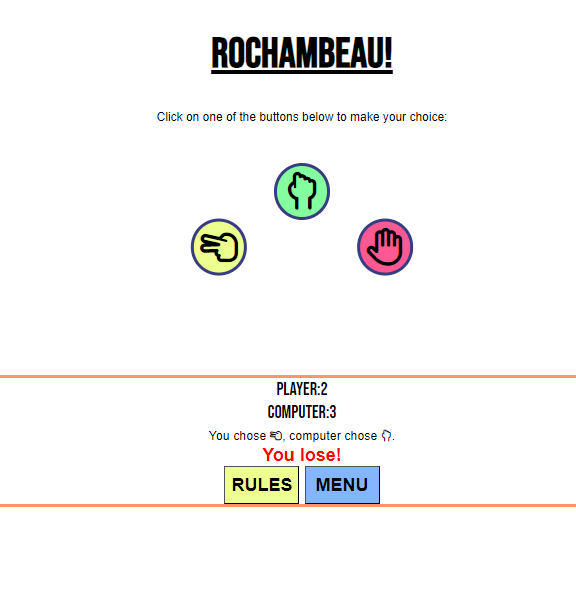 ROCHAMBEAU!
Click on one of the buttons below to make your choice:
PLAYER:2
COMPUTER:3
You chose , computer chose .
You lose!
RULES MENU